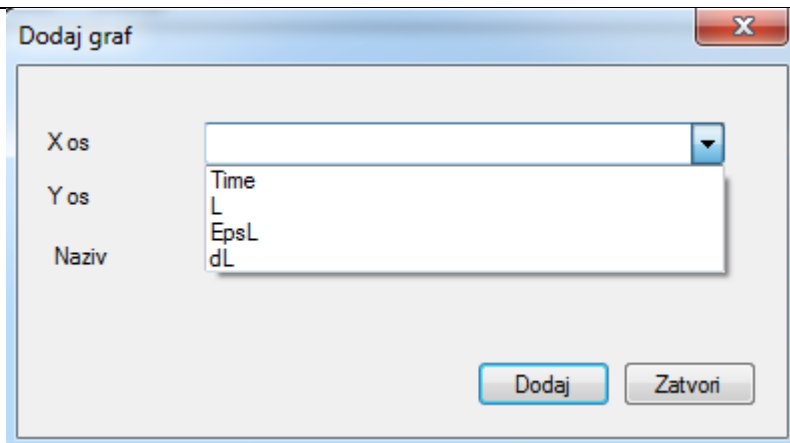 Dodaj graf
X os
Time
Y os
L
EpsL
Naziv
dL
Dodaj
Zatvori